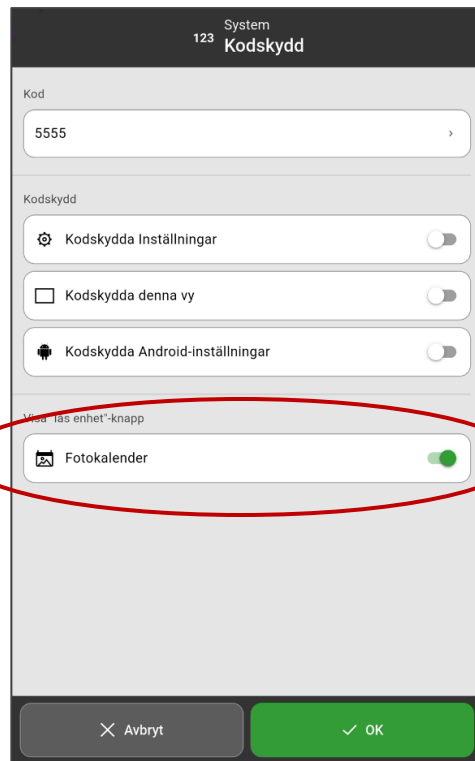 System
123 Kodskydd
Kod
5555
Kodskydd
Kodskydda Inställningar
Kodskydda denna vy
Kodskydda Android-inställningar
Visa "lås enhet"-knapp
Fotokalender
Avbryt
OK